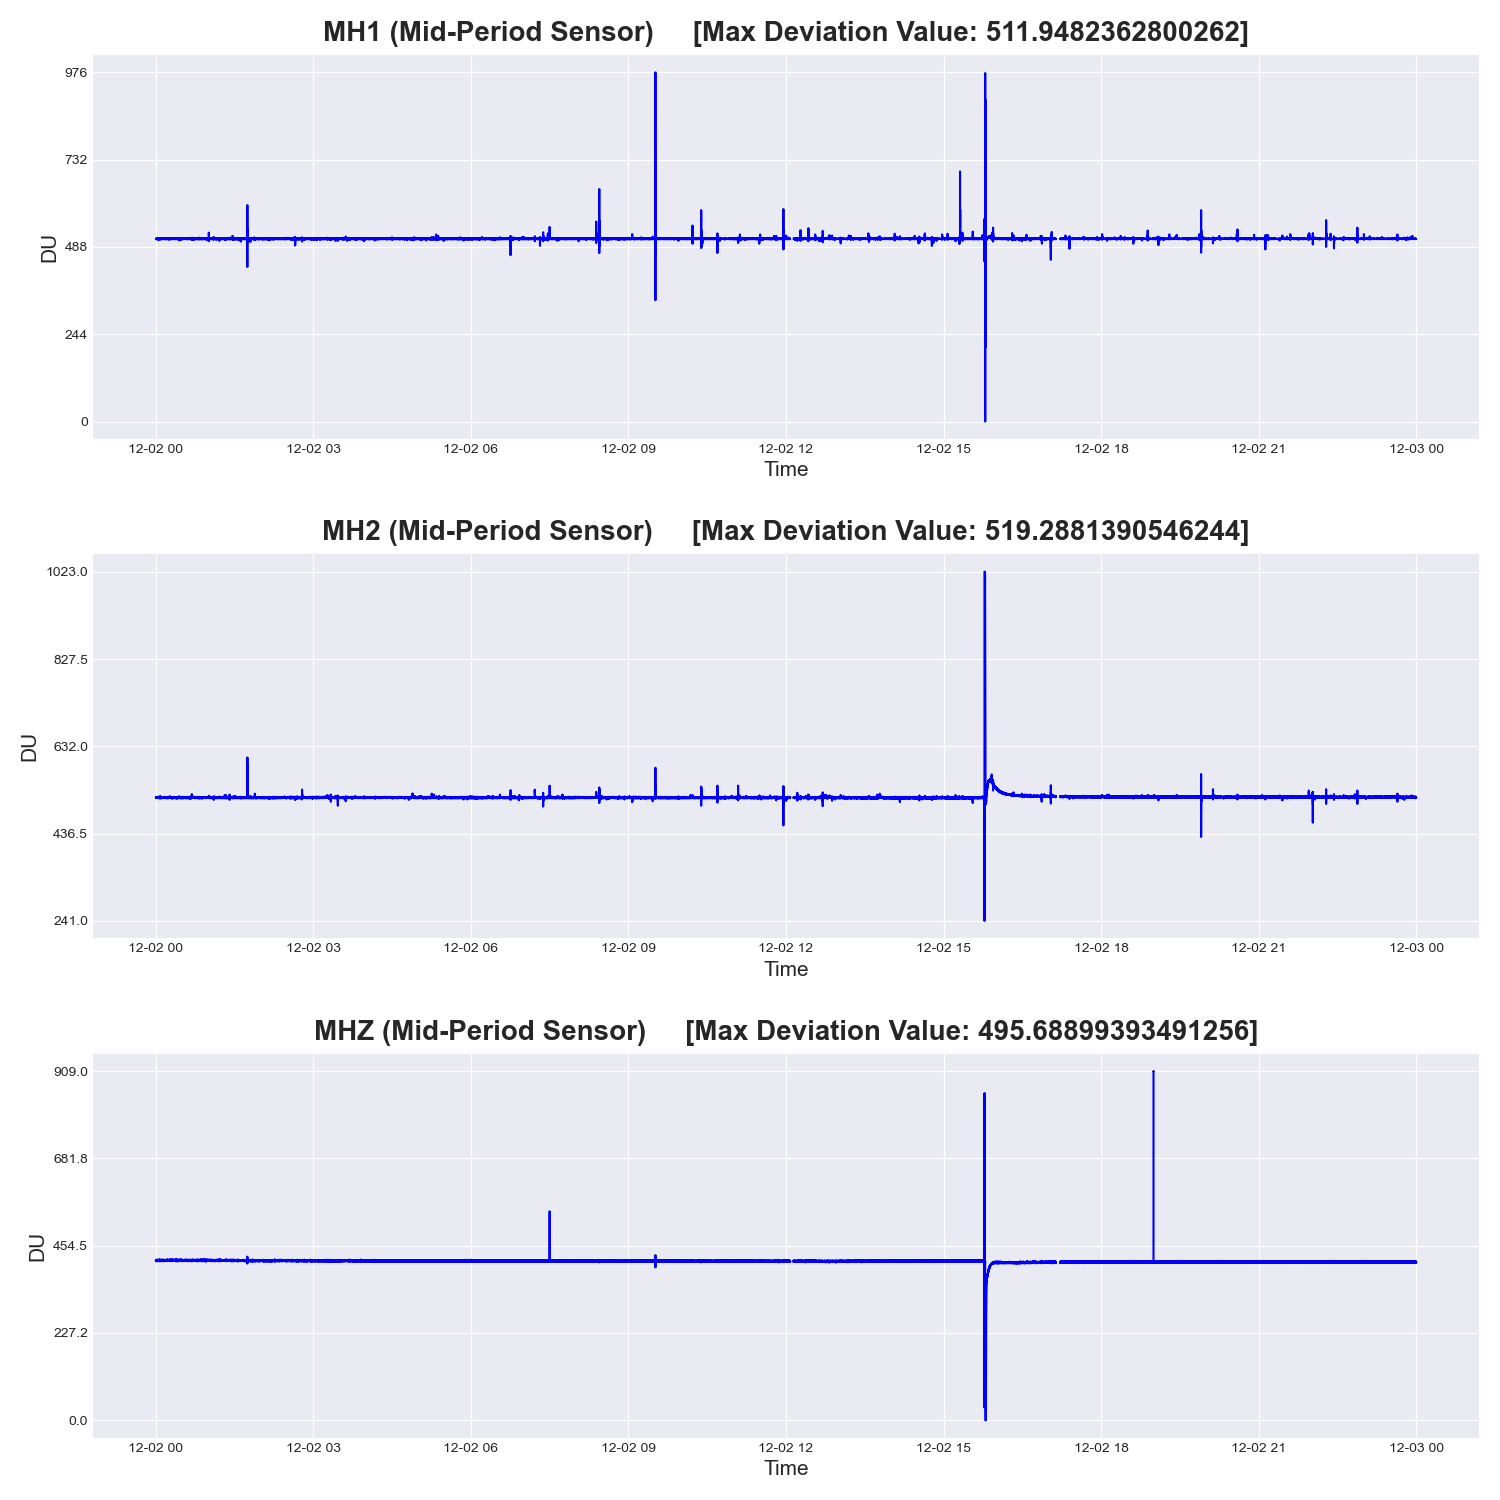 MH1 (Mid-Period Sensor) [Max Deviation Value: 511.9482362800262]
976
732
488
244
0
DU
12-02 00 12-02 03 12-02 06 12-02 09 12-02 12 12-02 15 12-02 18 12-02 21 12-03 00
Time
MH2 (Mid-Period Sensor) [Max Deviation Value: 519.2881390546244]
1023.0
827.5
632.0
436.5
241.0
DU
12-02 00 12-02 03 12-02 06 12-02 09 12-02 12 12-02 15 12-02 18 12-02 21 12-03 00
Time
MHZ (Mid-Period Sensor) [Max Deviation Value: 495.68899393491256]
909.0
681.8
454.5
227.2
0.0
DU
12-02 00 12-02 03 12-02 06 12-02 09 12-02 12 12-02 15 12-02 18 12-02 21 12-03 00
Time